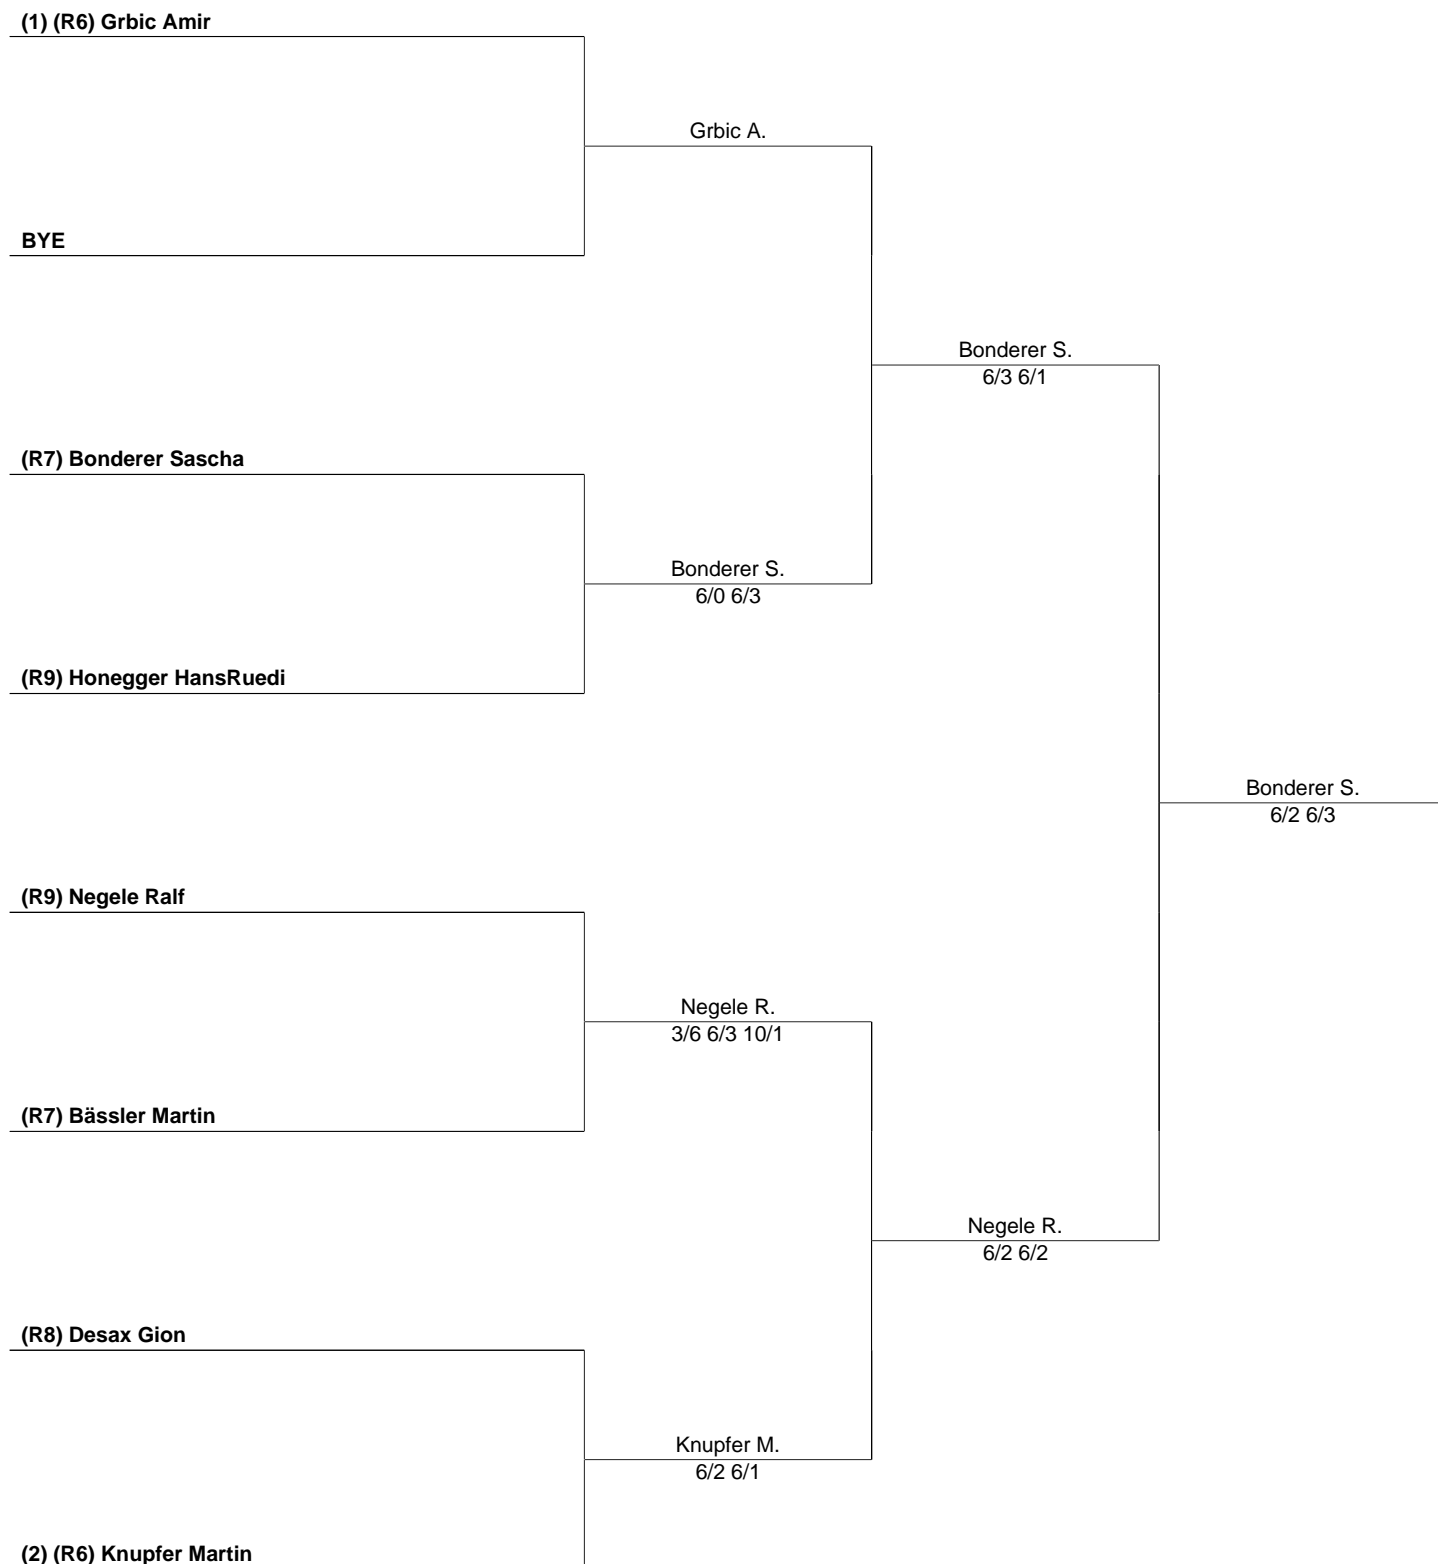 (1) (R6) Grbic Amir
Grbic A.
BYE
Bonderer S.
6/3 6/1
(R7) Bonderer Sascha
Bonderer S.
6/0 6/3
(R9) Honegger HansRuedi
Bonderer S.
6/2 6/3
(R9) Negele Ralf
Negele R.
3/6 6/3 10/1
(R7) Bässler Martin
Negele R.
6/2 6/2
(R8) Desax Gion
Knupfer M.
6/2 6/1
(2) (R6) Knupfer Martin